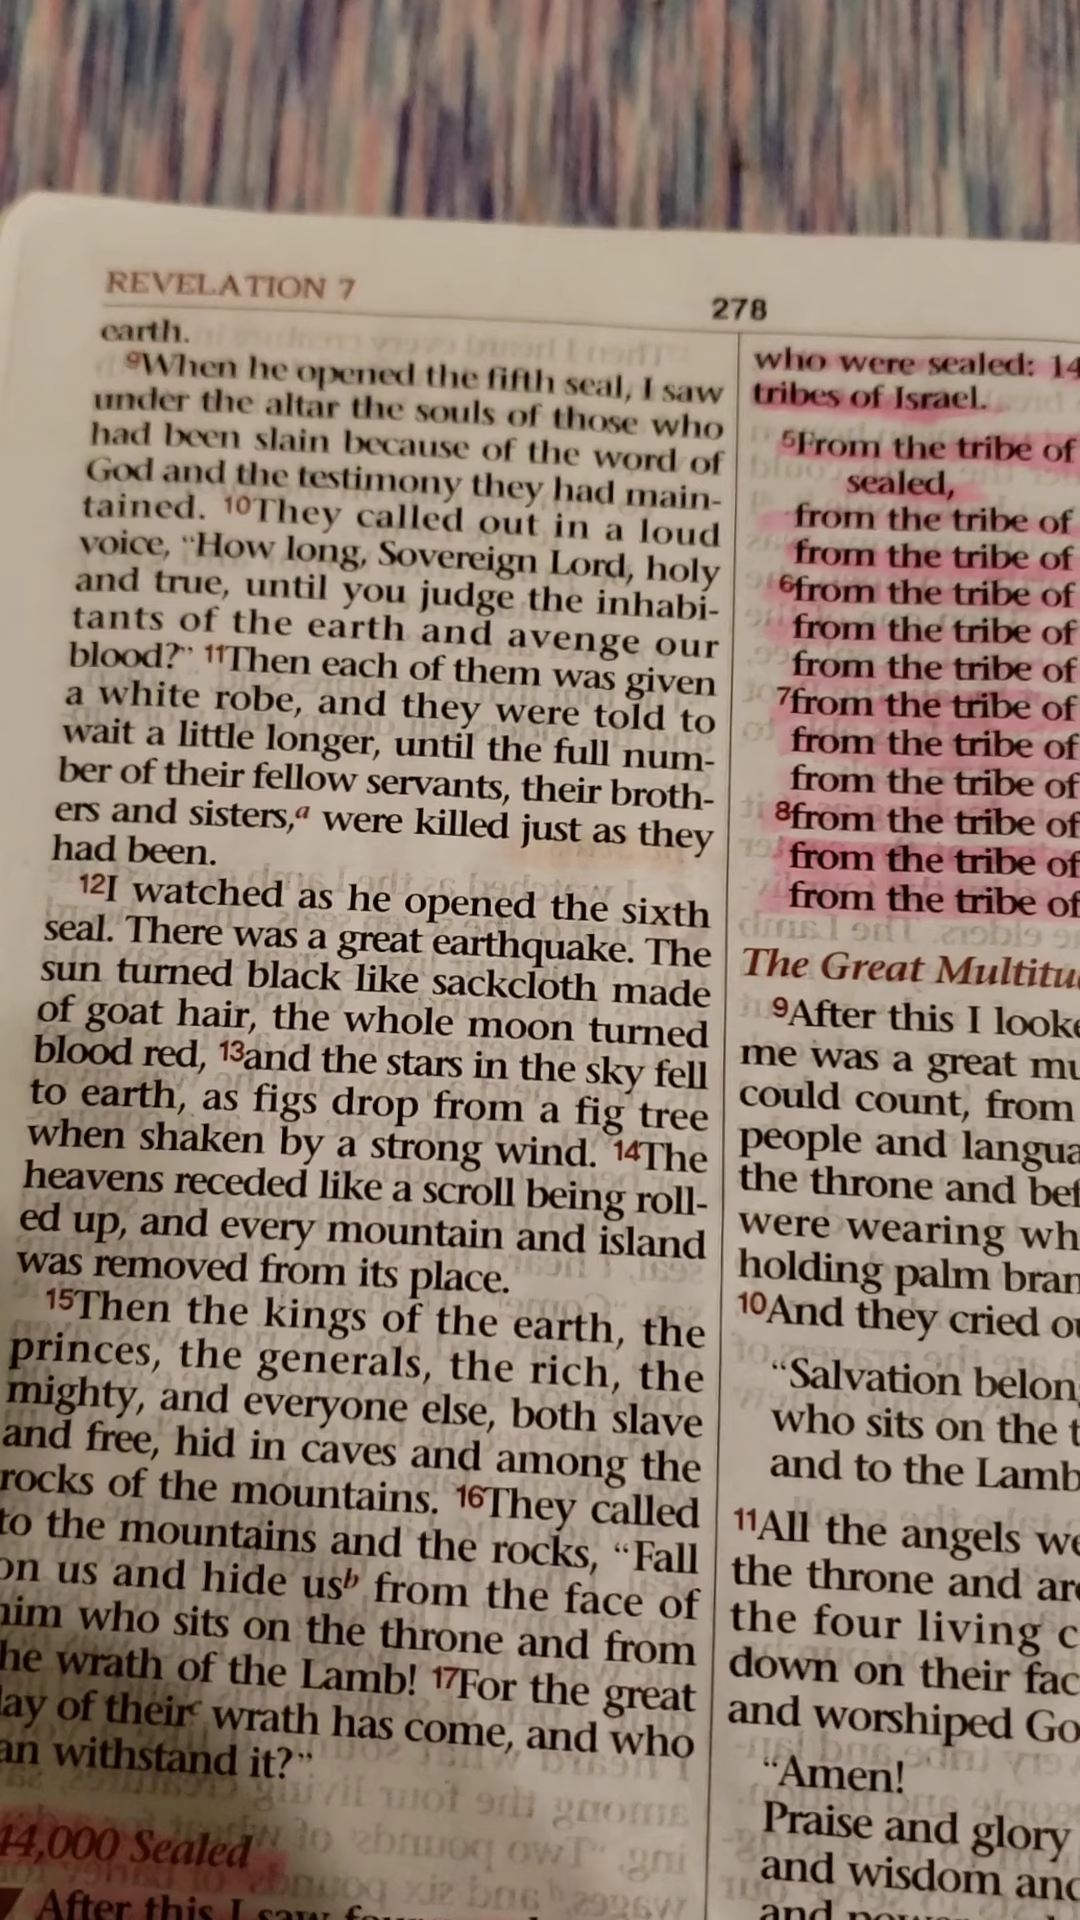 REVELATION 7
278
earth.
9When he opened the fifth seal, I saw
under the altar the souls of those who
had been slain because of the word of
God and the testimony they had main-
tained. 10They called out in a loud
voice, "How long, Sovereign Lord, holy
and true, until you judge the inhabi-
tants of the earth and avenge our
blood?" 11Then each of them was given
a white robe, and they were told to
wait a little longer, until the full num-
ber of their fellow servants, their broth-
ers and sisters,a were killed just as they
had been.
12I watched as he opened the sixth
seal. There was a great earthquake. The
sun turned black like sackcloth made
of goat hair, the whole moon turned
blood red, 13and the stars in the sky fell
to earth, as figs drop from a fig tree
when shaken by a strong wind. 14The
heavens receded like a scroll being roll-
ed up, and every mountain and island
was removed from its place.
15Then the kings of the earth, the
princes, the generals, the rich, the
mighty, and everyone else, both slave
and free, hid in caves and among the
rocks of the mountains. 16They called
to the mountains and the rocks, "Fall
on us and hide usb from the face of
him who sits on the throne and from
he wrath of the Lamb! 17For the great
lay of theirc wrath has come, and who
an withstand it?"
44,000 Sealed
After this I saw
who were sealed: 14
tribes of Israel.
5From the tribe of
sealed,
from the tribe of
from the tribe of
6from the tribe of
from the tribe of
from the tribe of
7from the tribe of
from the tribe of
from the tribe of
8from the tribe of
from the tribe of
from the tribe of
The Great Multitu
9After this I looke
me was a great mu
could count, from
people and langua
the throne and bef
were wearing wh
holding palm bran
10And they cried ou
"Salvation belon
who sits on the t
and to the Lamb
11All the angels we
the throne and are
the four living c
down on their fac
and worshiped Go
"Amen!
Praise and glory
and wisdom and